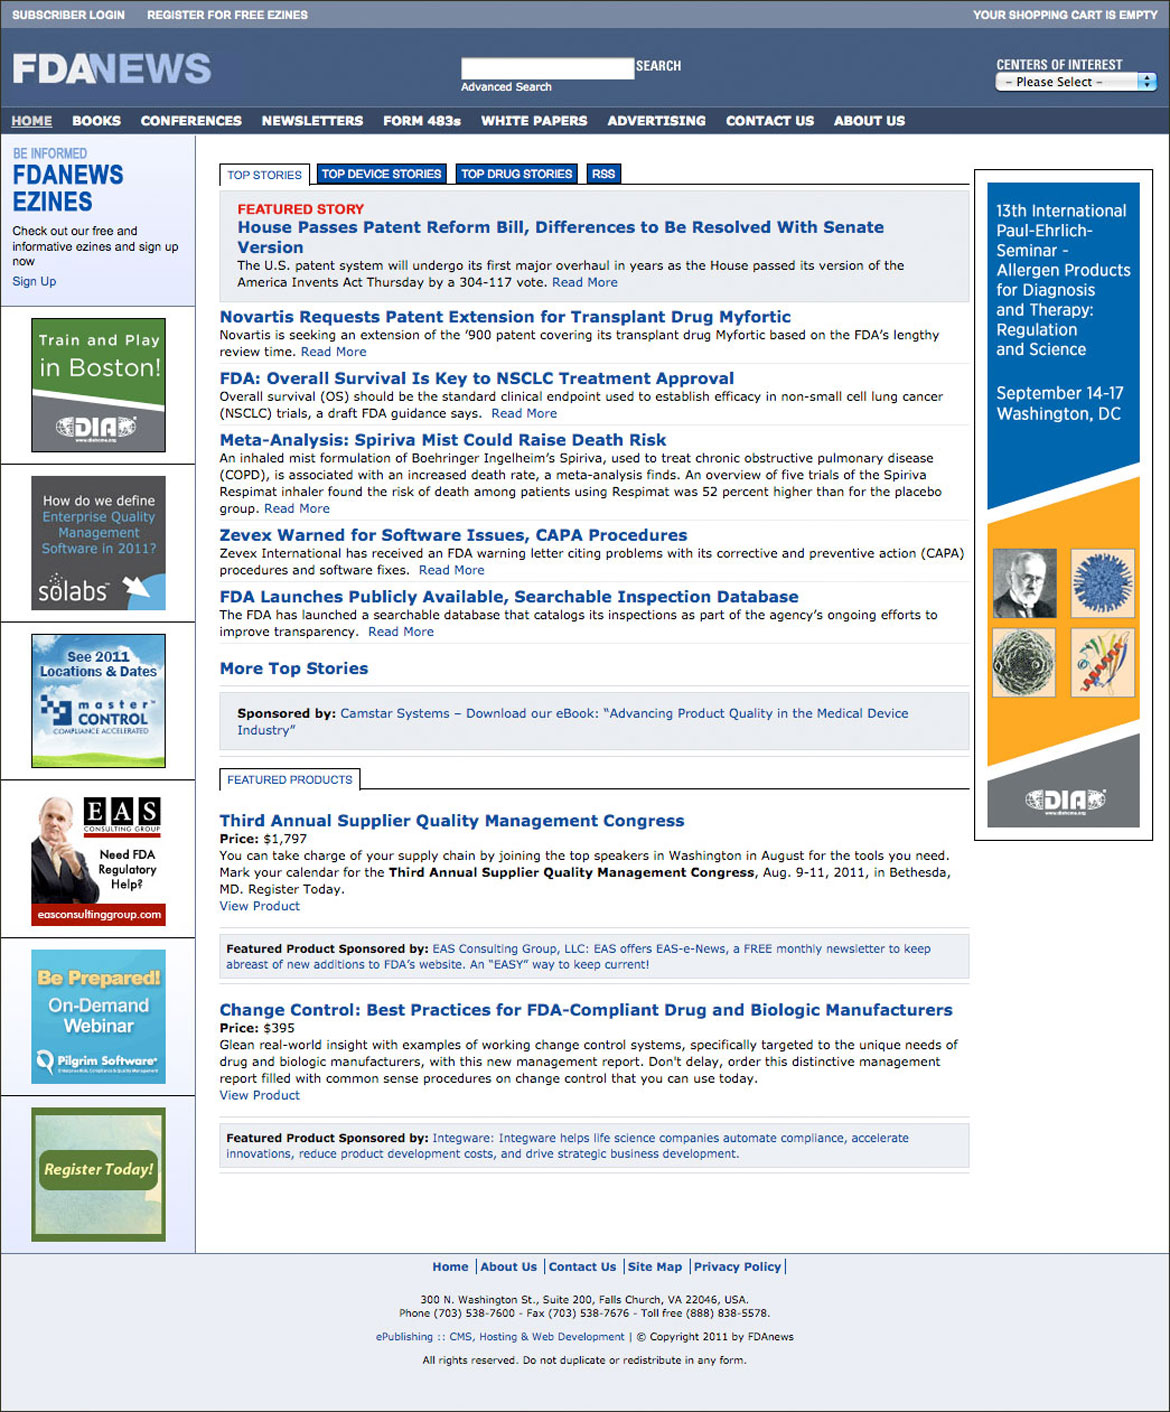 SUBSCRIBER LOGIN REGISTER FOR FREE EZINES YOUR SHOPPING CART IS EMPTY
FDANEWS
SEARCH
Advanced Search
CENTERS OF INTEREST
– Please Select –
HOME BOOKS CONFERENCES NEWSLETTERS FORM 483s WHITE PAPERS ADVERTISING CONTACT US ABOUT US
BE INFORMED
FDANEWS
EZINES
Check out our free and
informative ezines and sign up
now
Sign Up
Train and Play
in Boston!
DIA
www.diahome.org
How do we define
Enterprise Quality
Management
Software in 2011?
sōlabs™
See 2011
Locations & Dates
master™
CONTROL
COMPLIANCE ACCELERATED
EAS
CONSULTING GROUP
Need FDA
Regulatory
Help?
easconsultinggroup.com
Be Prepared!
On-Demand
Webinar
Pilgrim Software®
Enterprise Risk, Compliance & Quality Management
Register Today!
TOP STORIES TOP DEVICE STORIES TOP DRUG STORIES RSS
FEATURED STORY
House Passes Patent Reform Bill, Differences to Be Resolved With Senate
Version
The U.S. patent system will undergo its first major overhaul in years as the House passed its version of the
America Invents Act Thursday by a 304-117 vote. Read More
Novartis Requests Patent Extension for Transplant Drug Myfortic
Novartis is seeking an extension of the ’900 patent covering its transplant drug Myfortic based on the FDA’s lengthy
review time. Read More
FDA: Overall Survival Is Key to NSCLC Treatment Approval
Overall survival (OS) should be the standard clinical endpoint used to establish efficacy in non-small cell lung cancer
(NSCLC) trials, a draft FDA guidance says. Read More
Meta-Analysis: Spiriva Mist Could Raise Death Risk
An inhaled mist formulation of Boehringer Ingelheim’s Spiriva, used to treat chronic obstructive pulmonary disease
(COPD), is associated with an increased death rate, a meta-analysis finds. An overview of five trials of the Spiriva
Respimat inhaler found the risk of death among patients using Respimat was 52 percent higher than for the placebo
group. Read More
Zevex Warned for Software Issues, CAPA Procedures
Zevex International has received an FDA warning letter citing problems with its corrective and preventive action (CAPA)
procedures and software fixes. Read More
FDA Launches Publicly Available, Searchable Inspection Database
The FDA has launched a searchable database that catalogs its inspections as part of the agency’s ongoing efforts to
improve transparency. Read More
More Top Stories
Sponsored by: Camstar Systems – Download our eBook: “Advancing Product Quality in the Medical Device
Industry”
FEATURED PRODUCTS
Third Annual Supplier Quality Management Congress
Price: $1,797
You can take charge of your supply chain by joining the top speakers in Washington in August for the tools you need.
Mark your calendar for the Third Annual Supplier Quality Management Congress, Aug. 9-11, 2011, in Bethesda,
MD. Register Today.
View Product
Featured Product Sponsored by: EAS Consulting Group, LLC: EAS offers EAS-e-News, a FREE monthly newsletter to keep
abreast of new additions to FDA’s website. An “EASY” way to keep current!
Change Control: Best Practices for FDA-Compliant Drug and Biologic Manufacturers
Price: $395
Glean real-world insight with examples of working change control systems, specifically targeted to the unique needs of
drug and biologic manufacturers, with this new management report. Don't delay, order this distinctive management
report filled with common sense procedures on change control that you can use today.
View Product
Featured Product Sponsored by: Integware: Integware helps life science companies automate compliance, accelerate
innovations, reduce product development costs, and drive strategic business development.
13th International
Paul-Ehrlich-
Seminar -
Allergen Products
for Diagnosis
and Therapy:
Regulation
and Science
September 14-17
Washington, DC
DIA
www.diahome.org
Home | About Us | Contact Us | Site Map | Privacy Policy |
300 N. Washington St., Suite 200, Falls Church, VA 22046, USA.
Phone (703) 538-7600 - Fax (703) 538-7676 - Toll free (888) 838-5578.
ePublishing :: CMS, Hosting & Web Development | © Copyright 2011 by FDAnews
All rights reserved. Do not duplicate or redistribute in any form.